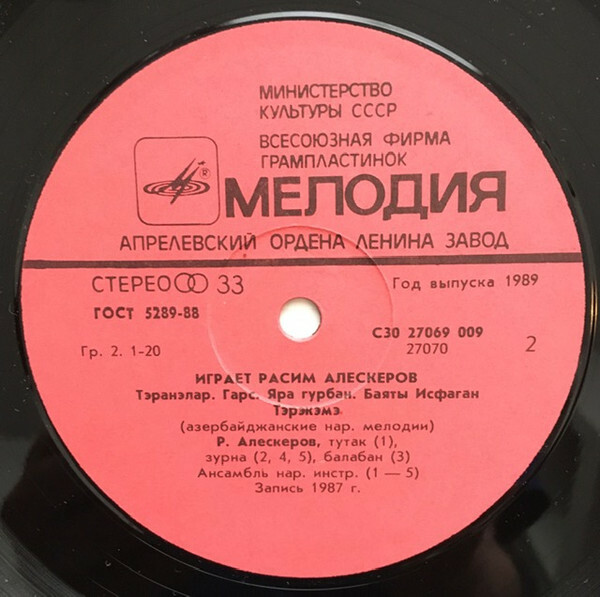 МИНИСТЕРСТВО
КУЛЬТУРЫ СССР
ВСЕСОЮЗНАЯ ФИРМА
ГРАМПЛАСТИНОК
®
МЕЛОДИЯ
АПРЕЛЕВСКИЙ ОРДЕНА ЛЕНИНА ЗАВОД
СТЕРЕО 33
Год выпуска 1989
ГОСТ 5289-88
С30 27069 009
Гр. 2. 1-20
27070
2
ИГРАЕТ РАСИМ АЛЕСКЕРОВ
Тэранэлар. Гарс. Яра гурбан. Баяты Исфаган
Тэрэкэмэ
(азербайджанские нар. мелодии)
Р. Алескеров, тутак (1),
зурна (2, 4, 5), балабан (3)
Ансамбль нар. инстр. (1 — 5)
Запись 1987 г.